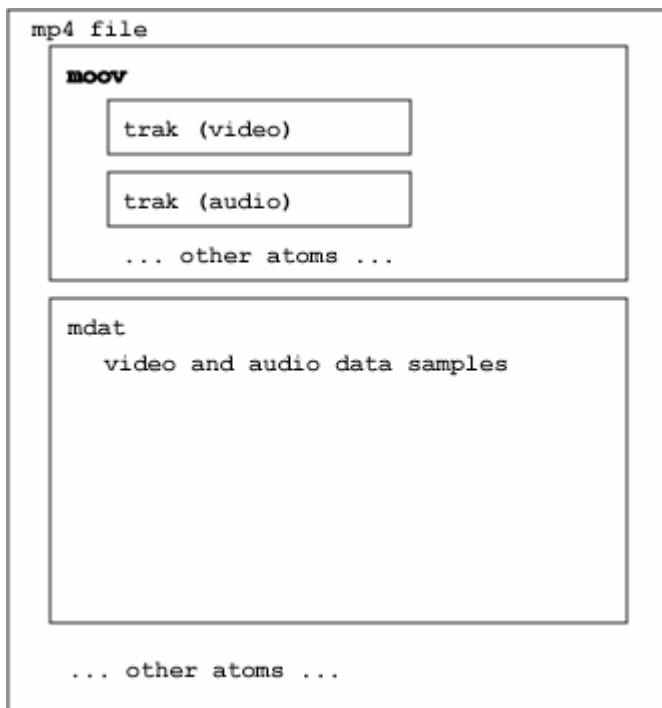 mp4 file
moov
trak (video)
trak (audio)
... other atoms ...
mdat
video and audio data samples
... other atoms ...